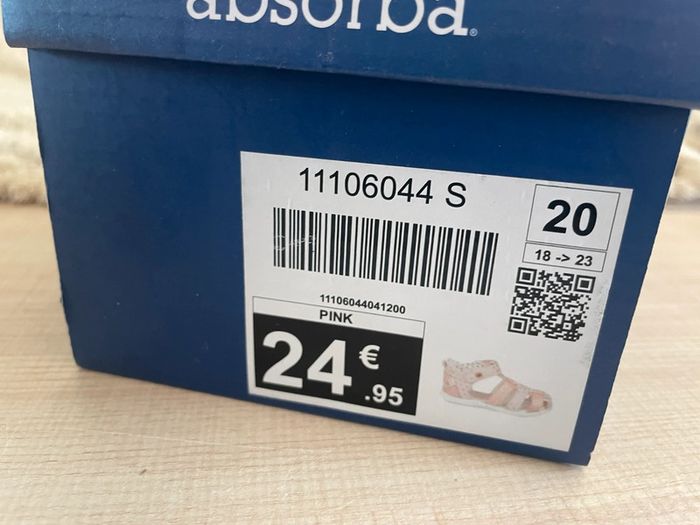 absorba®
11106044 S
20
18 -> 23
11106044041200
PINK
24€.95